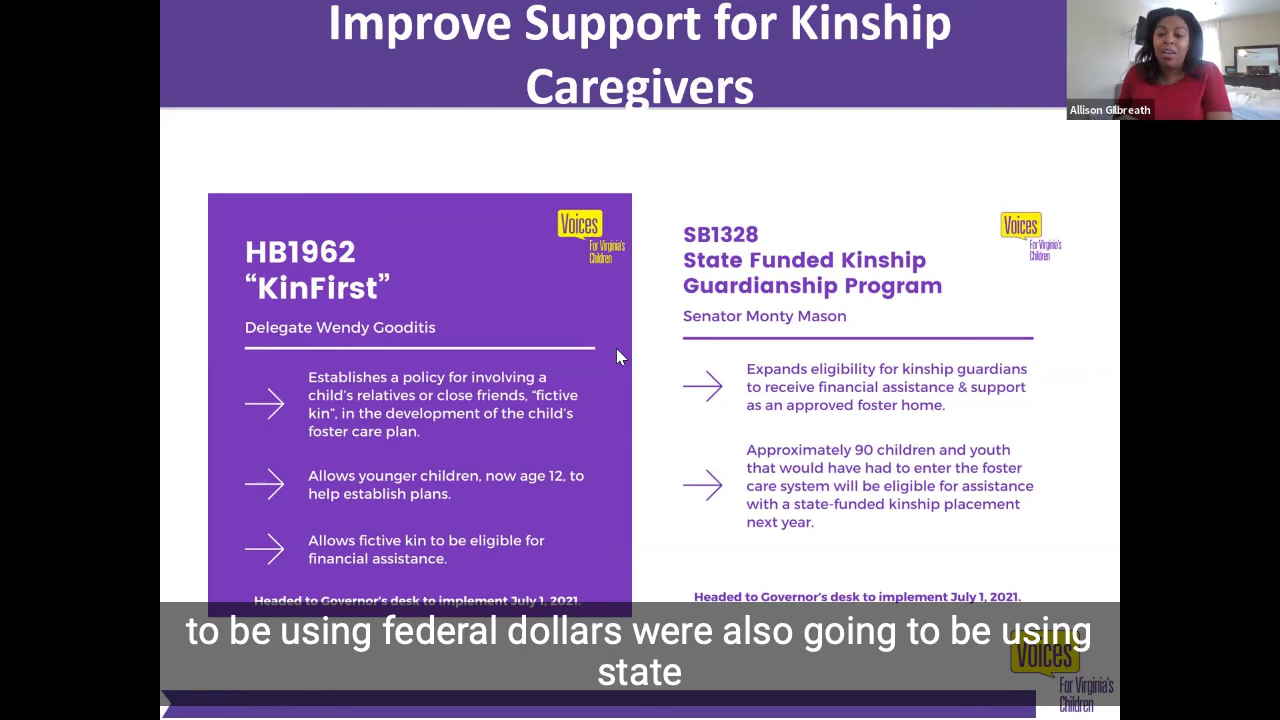 Improve Support for Kinship
Caregivers
Allison Gilbreath
HB1962
“KinFirst”
Voices
For Virginia's
Children
Delegate Wendy Gooditis
Establishes a policy for involving a
child’s relatives or close friends, “fictive
kin”, in the development of the child’s
foster care plan.
Allows younger children, now age 12, to
help establish plans.
Allows fictive kin to be eligible for
financial assistance.
Headed to Governor’s desk to implement July 1, 2021.
SB1328
State Funded Kinship
Guardianship Program
Voices
For Virginia's
Children
Senator Monty Mason
Expands eligibility for kinship guardians
to receive financial assistance & support
as an approved foster home.
Approximately 90 children and youth
that would have had to enter the foster
care system will be eligible for assistance
with a state-funded kinship placement
next year.
Headed to Governor’s desk to implement July 1, 2021.
to be using federal dollars were also going to be using
state
Voices
For Virginia's
Children